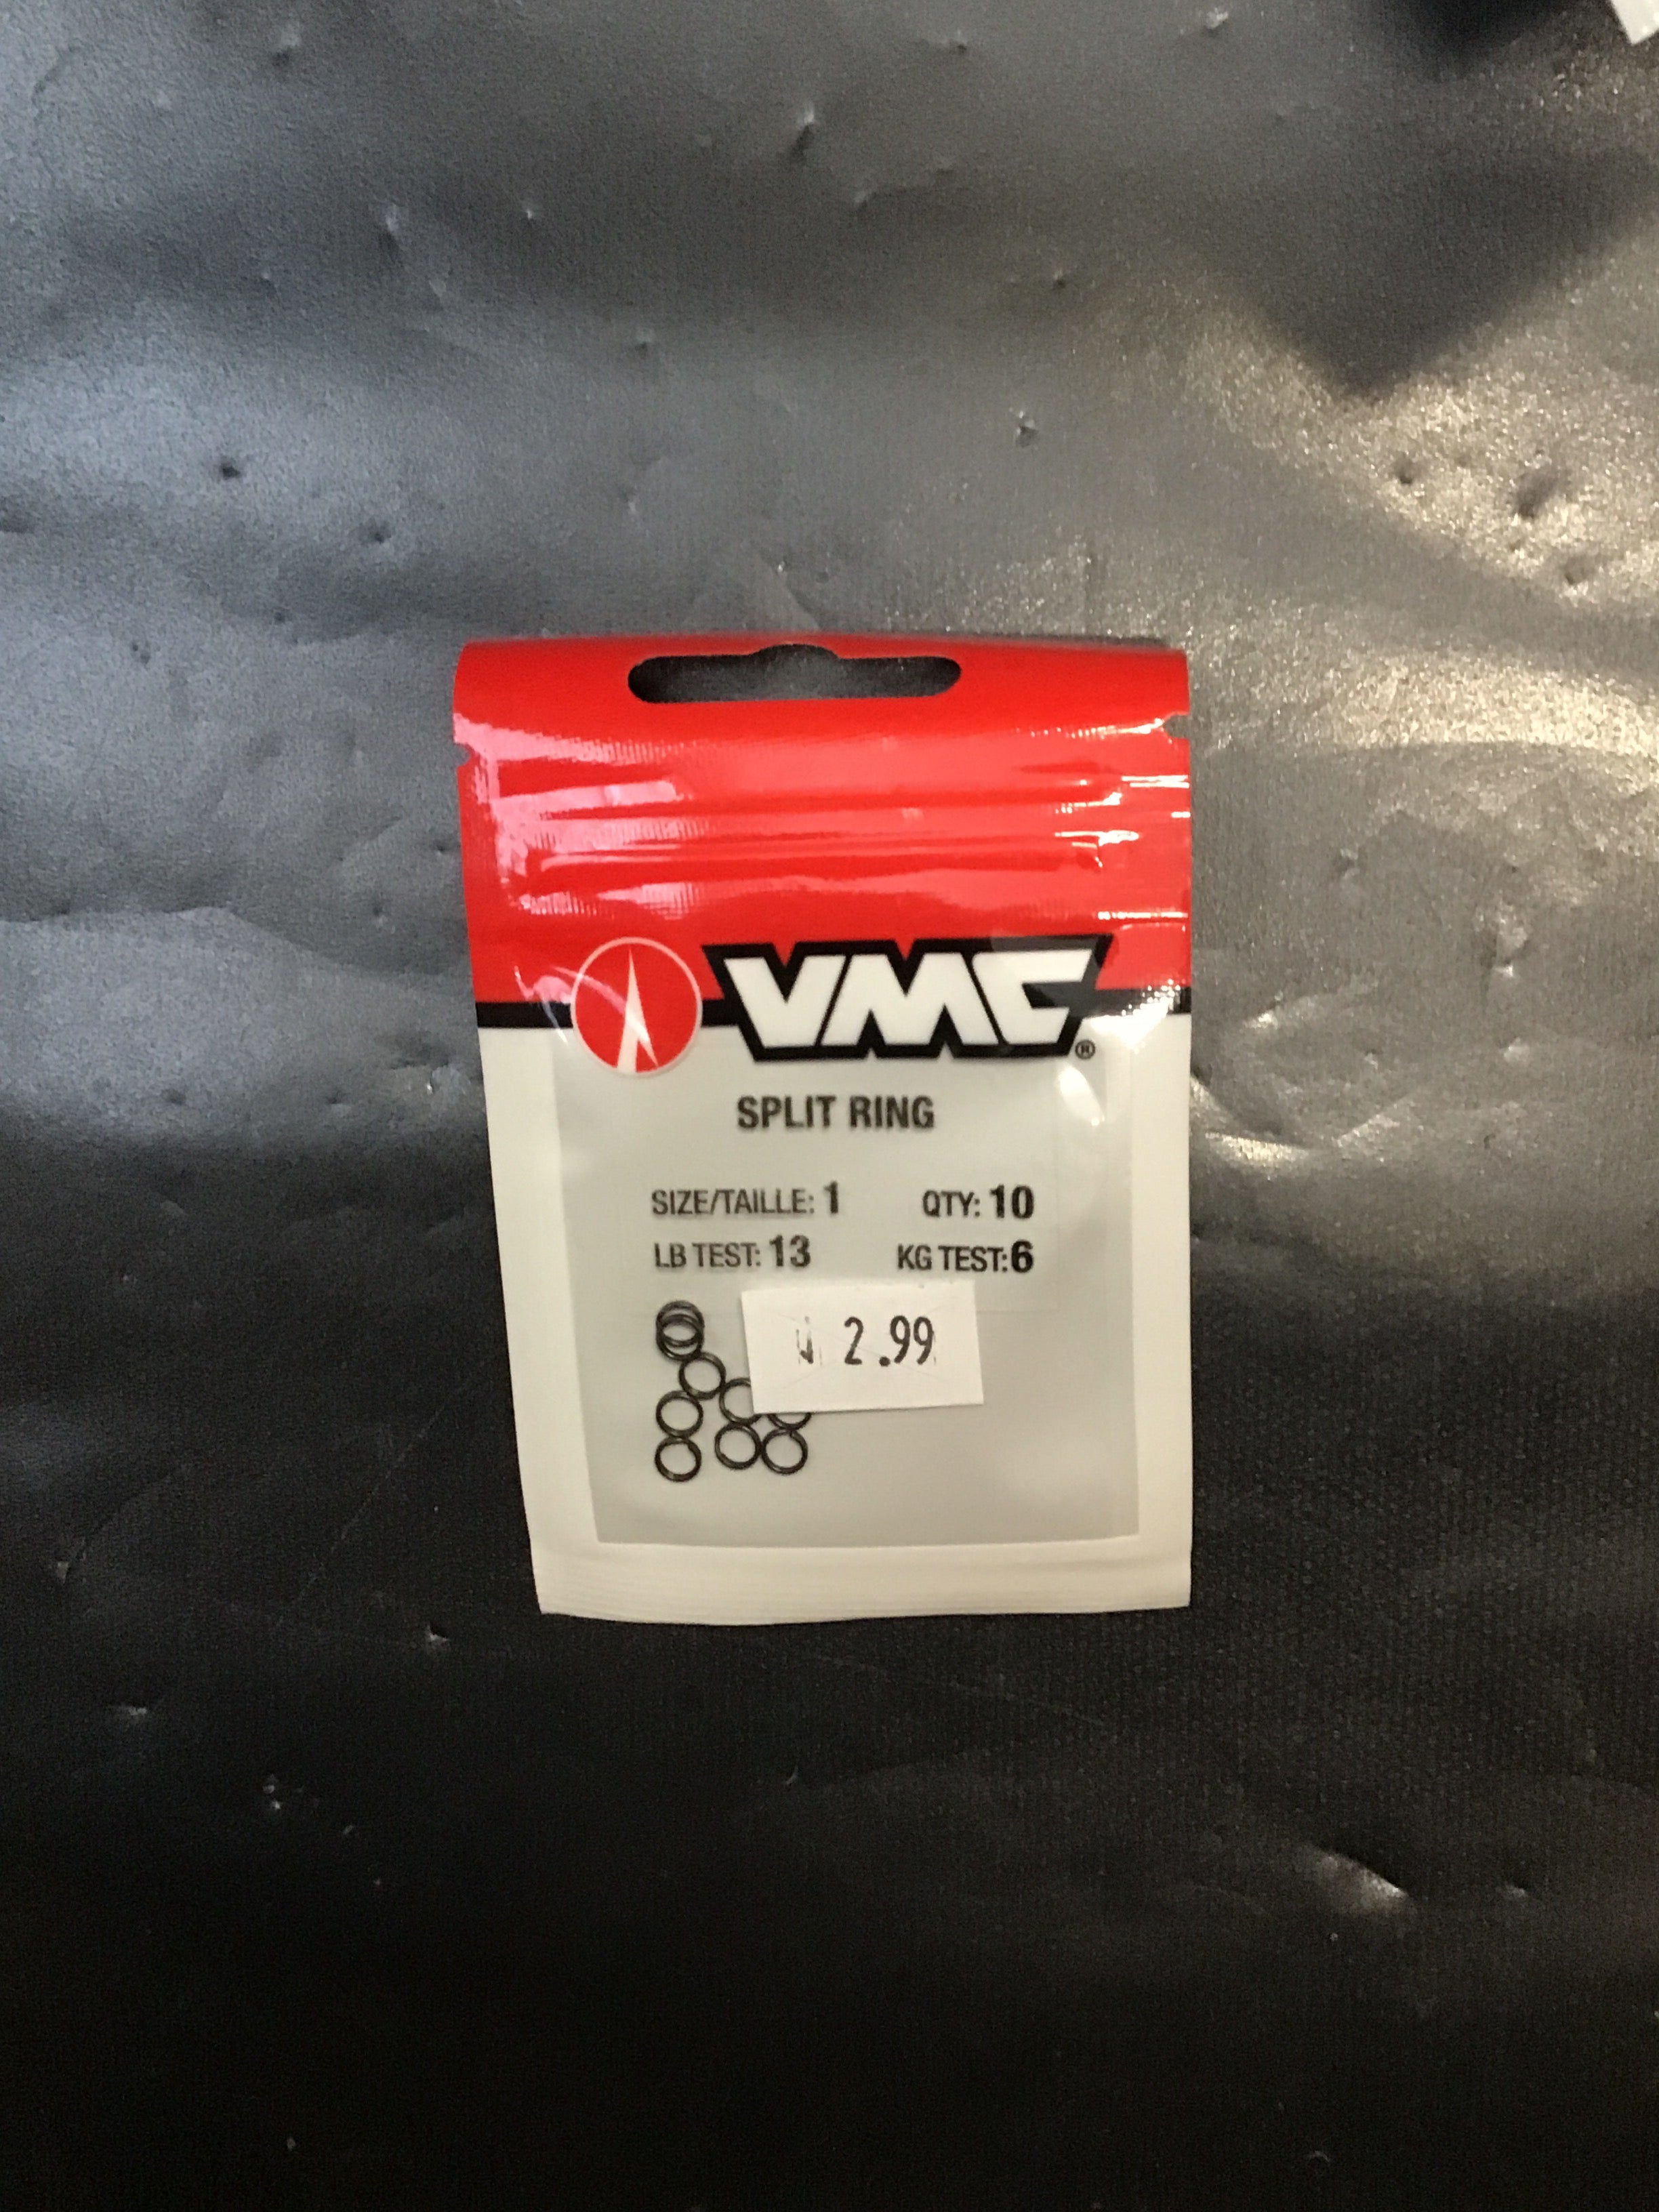 VMC®
SPLIT RING
SIZE/TAILLE: 1 QTY: 10
LB TEST: 13 KG TEST:6
2.99